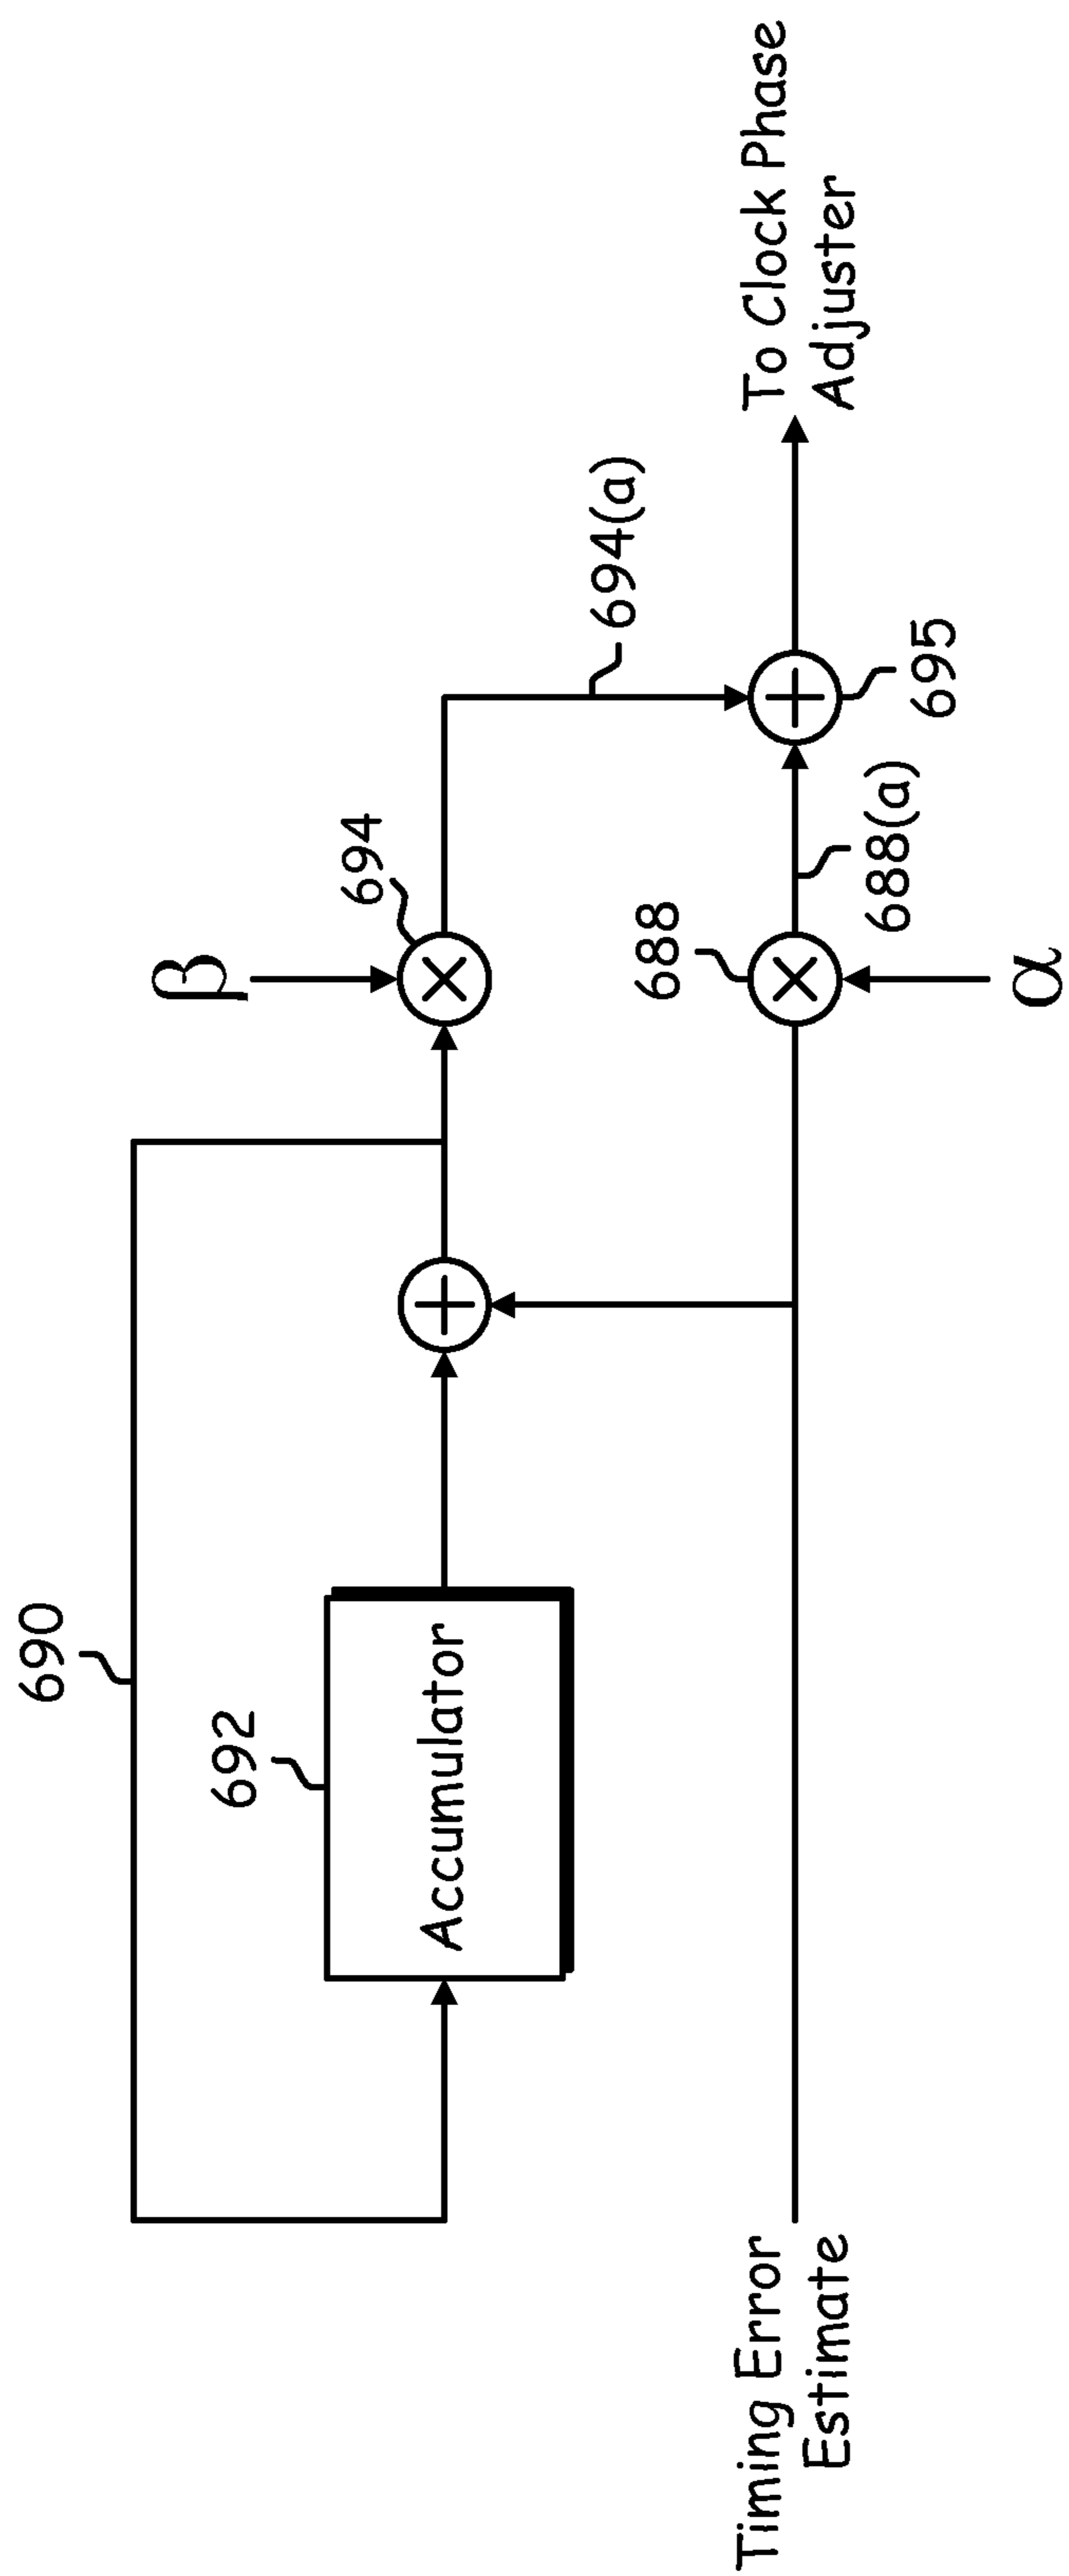 690
692
Accumulator
β
694
694(a)
688
688(a)
695
α
Timing Error
Estimate
To Clock Phase
Adjuster